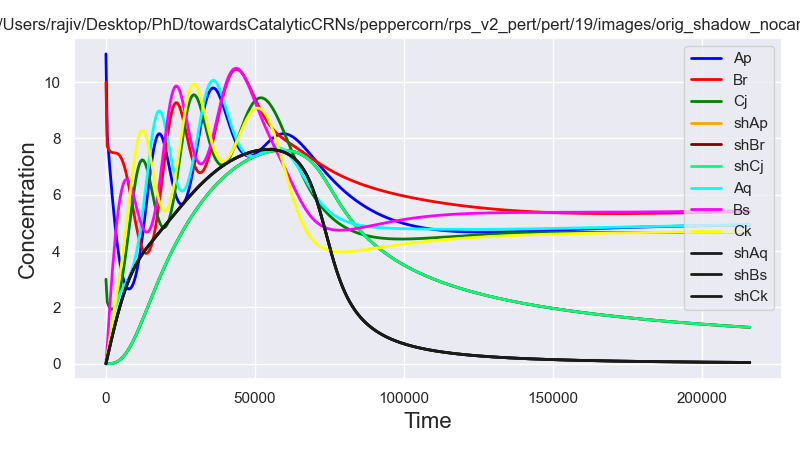 /Users/rajiv/Desktop/PhD/towardsCatalyticCRNs/peppercorn/rps_v2_pert/pert/19/images/orig_shadow_nocar
Concentration
10
8
6
4
2
0
0
50000
100000
150000
200000
Time
Ap
Br
Cj
shAp
shBr
shCj
Aq
Bs
Ck
shAq
shBs
shCk